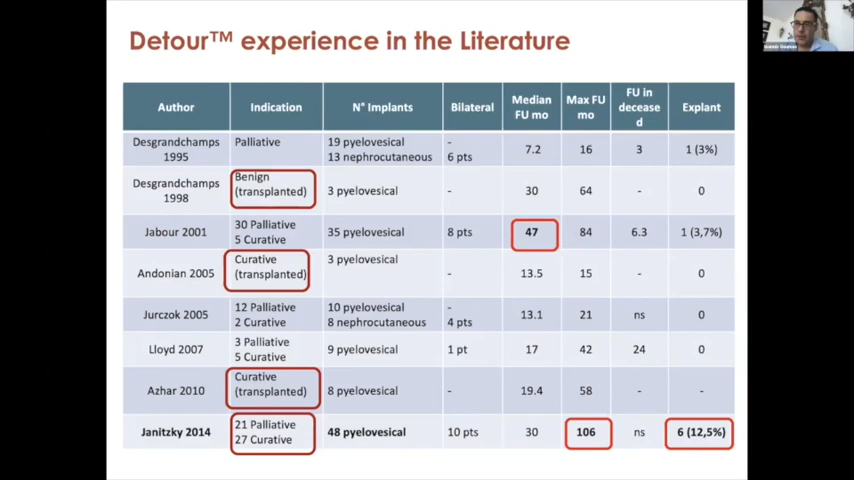 Detour™ experience in the Literature
Author Indication N° Implants Bilateral Median FU mo Max FU mo FU in deceased Explant
Desgrandchamps 1995 Palliative 19 pyelovesical 13 nephrocutaneous - 6 pts 7.2 16 3 1 (3%)
Desgrandchamps 1998 Benign (transplanted) 3 pyelovesical - 30 64 - 0
Jabour 2001 30 Palliative 5 Curative 35 pyelovesical 8 pts 47 84 6.3 1 (3,7%)
Andonian 2005 Curative (transplanted) 3 pyelovesical - 13.5 15 - 0
Jurczok 2005 12 Palliative 2 Curative 10 pyelovesical 8 nephrocutaneous - 4 pts 13.1 21 ns 0
Lloyd 2007 3 Palliative 5 Curative 9 pyelovesical 1 pt 17 42 24 0
Azhar 2010 Curative (transplanted) 8 pyelovesical - 19.4 58 - -
Janitzky 2014 21 Palliative 27 Curative 48 pyelovesical 10 pts 30 106 ns 6 (12,5%)